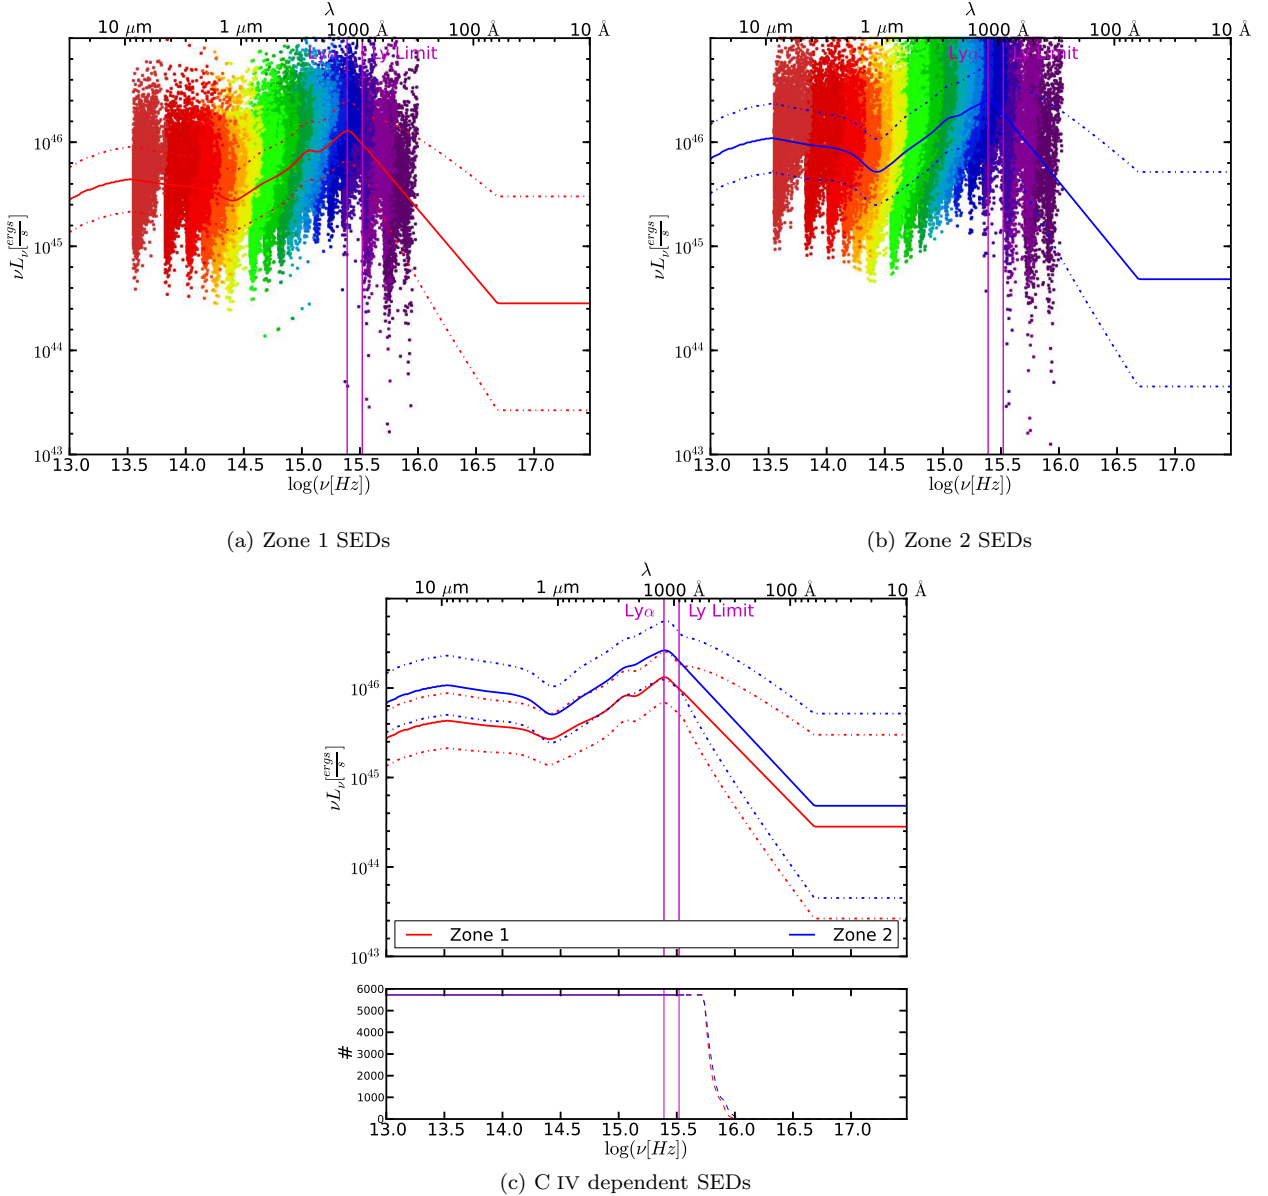 λ
10 μm 1 μm 1000 Å 100 Å 10 Å
Lyα Ly Limit
10^46
10^45
10^44
10^43
νL_ν[ergs/s]
13.0 13.5 14.0 14.5 15.0 15.5 16.0 16.5 17.0
log(ν[Hz])
(a) Zone 1 SEDs
λ
10 μm 1 μm 1000 Å 100 Å 10 Å
Lyα Ly Limit
10^46
10^45
10^44
10^43
νL_ν[ergs/s]
13.0 13.5 14.0 14.5 15.0 15.5 16.0 16.5 17.0
log(ν[Hz])
(b) Zone 2 SEDs
λ
10 μm 1 μm 1000 Å 100 Å 10 Å
Lyα Ly Limit
10^46
10^45
10^44
10^43
νL_ν[ergs/s]
Zone 1 Zone 2
6000
5000
4000
3000
2000
1000
0
#
13.0 13.5 14.0 14.5 15.0 15.5 16.0 16.5 17.0
log(ν[Hz])
(c) C IV dependent SEDs